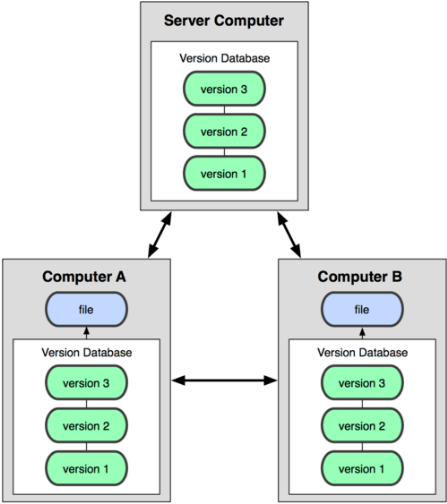 Server Computer
Version Database
version 3
version 2
version 1
Computer A
file
Version Database
version 3
version 2
version 1
Computer B
file
Version Database
version 3
version 2
version 1